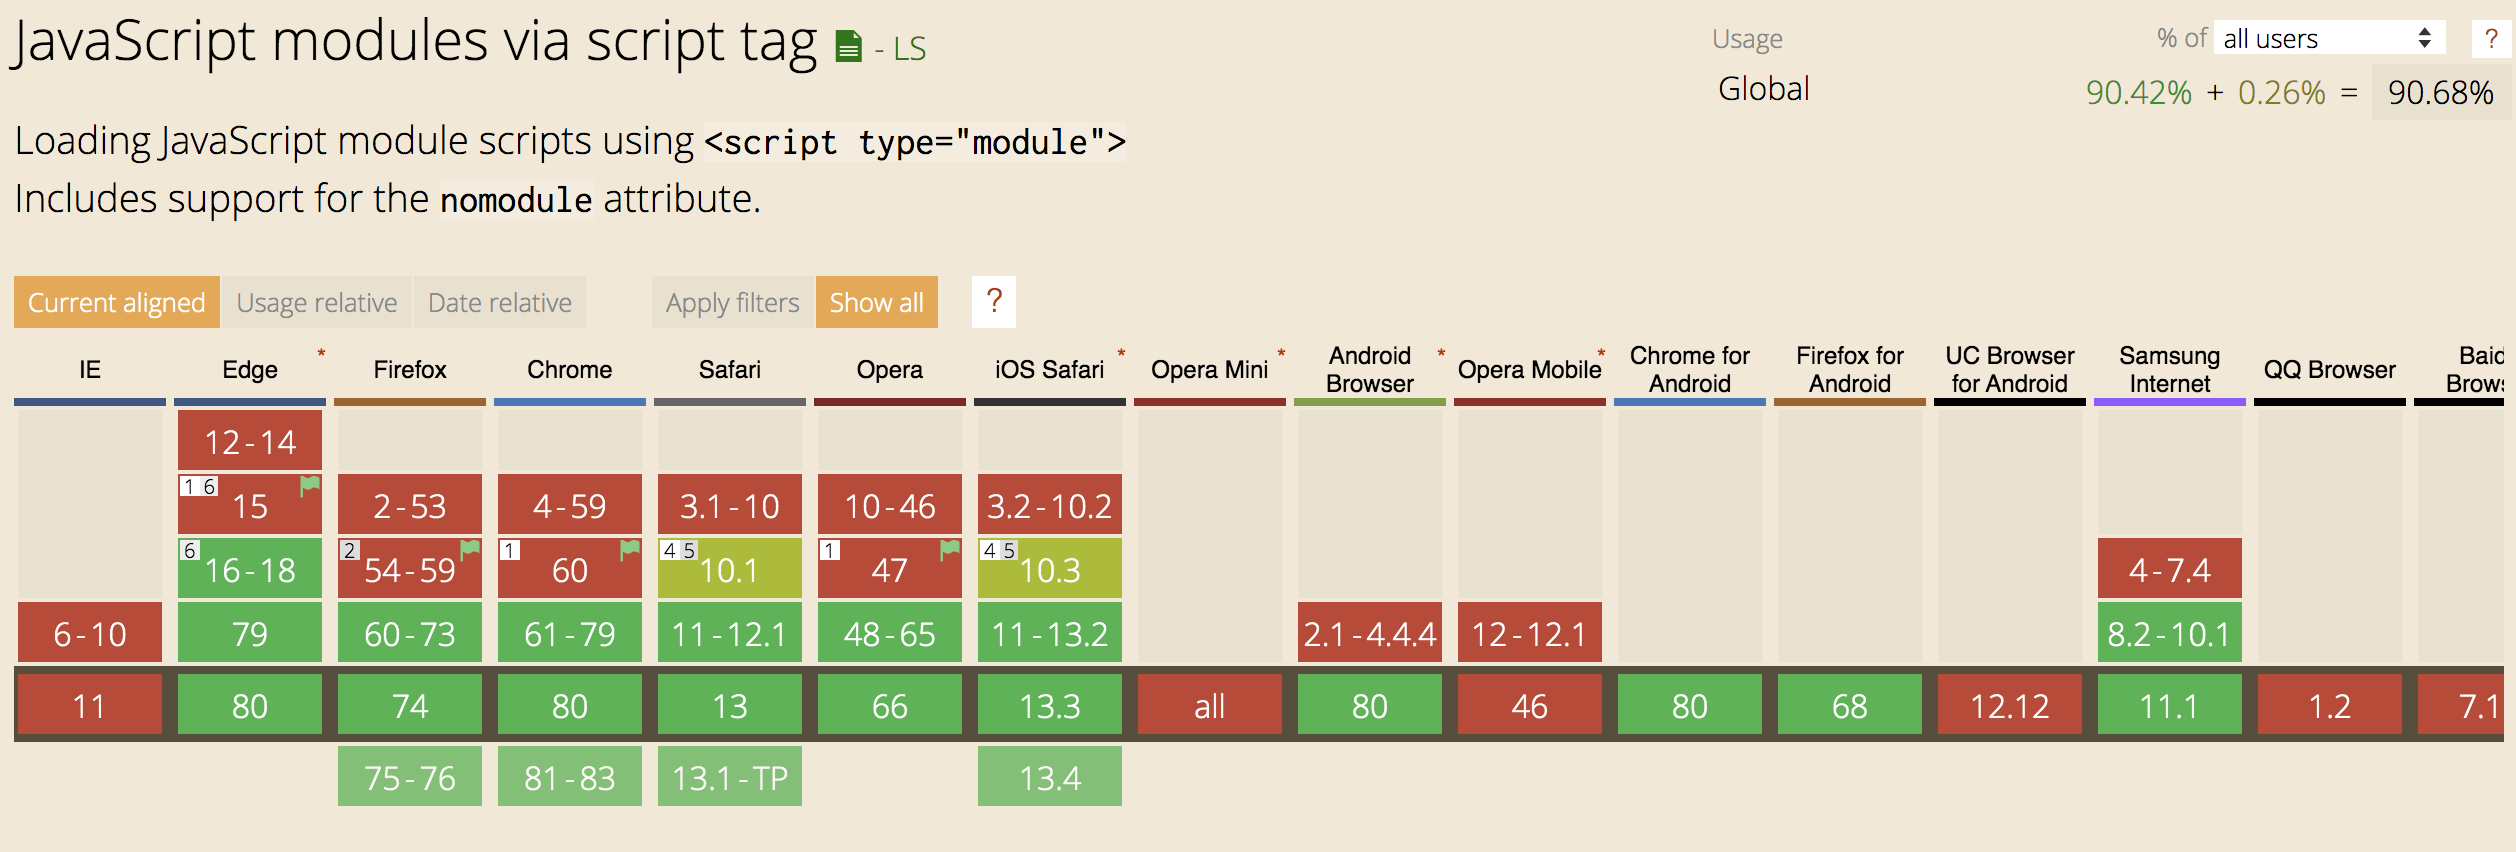 JavaScript modules via script tag - LS
Usage % of all users ?
Global 90.42% + 0.26% = 90.68%
Loading JavaScript module scripts using <script type="module">
Includes support for the nomodule attribute.
Current aligned Usage relative Date relative Apply filters Show all ?
IE Edge * Firefox Chrome Safari Opera iOS Safari * Opera Mini * Android Browser * Opera Mobile * Chrome for Android Firefox for Android UC Browser for Android Samsung Internet QQ Browser Baid Brows
12-14
1 6 15 2-53 4-59 3.1-10 10-46 3.2-10.2
6 16-18 2 54-59 1 60 4 5 10.1 1 47 4 5 10.3 4-7.4
6-10 79 60-73 61-79 11-12.1 48-65 11-13.2 2.1-4.4.4 12-12.1 8.2-10.1
11 80 74 80 13 66 13.3 all 80 46 80 68 12.12 11.1 1.2 7.1
75-76 81-83 13.1-TP 13.4